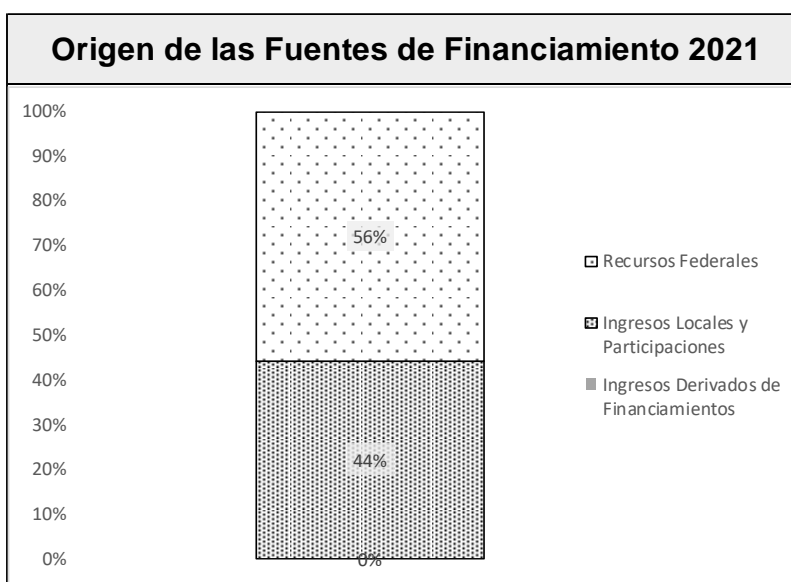 Origen de las Fuentes de Financiamiento 2021
100%
90%
80%
70%
60%
50%
40%
30%
20%
10%
0%
56%
44%
0%
Recursos Federales
Ingresos Locales y
Participaciones
Ingresos Derivados de
Financiamientos